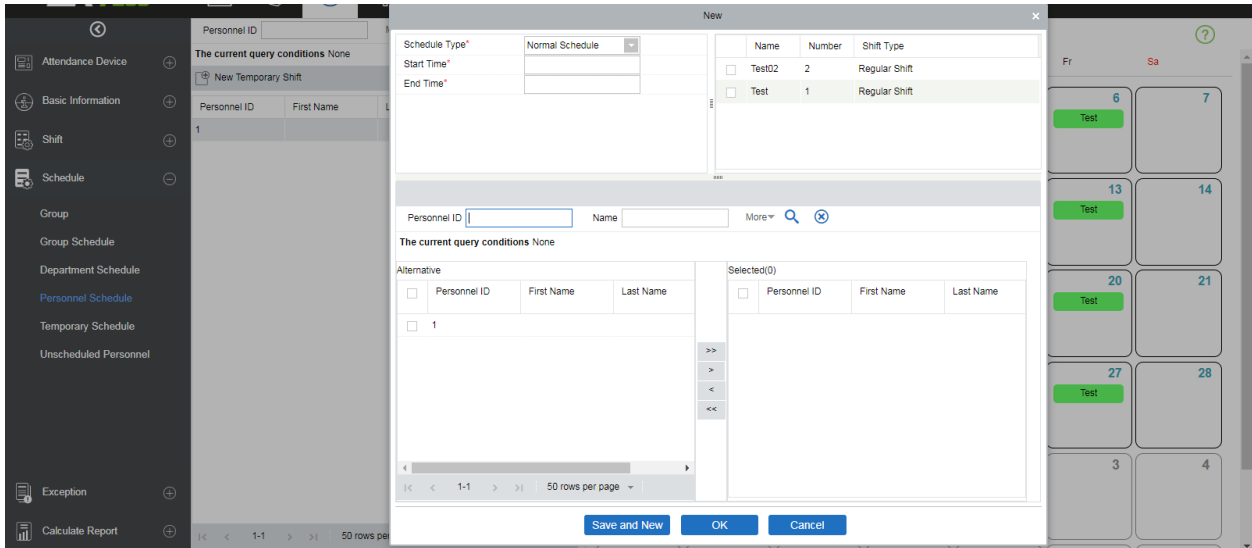 New
Personnel ID
Attendance Device
Basic Information
Shift
Schedule
Group
Group Schedule
Department Schedule
Personnel Schedule
Temporary Schedule
Unscheduled Personnel
Exception
Calculate Report
The current query conditions None
New Temporary Shift
Personnel ID First Name
1
1-1 50 rows per
Schedule Type* Normal Schedule
Start Time*
End Time*
Name Number Shift Type
Test02 2 Regular Shift
Test 1 Regular Shift
Personnel ID Name More
The current query conditions None
Alternative
Personnel ID First Name Last Name
1
>>
>
<
<<
Selected(0)
Personnel ID First Name Last Name
1-1 50 rows per page
Save and New OK Cancel
?
Fr Sa
6 7
Test
13 14
Test
20 21
Test
27 28
Test
3 4